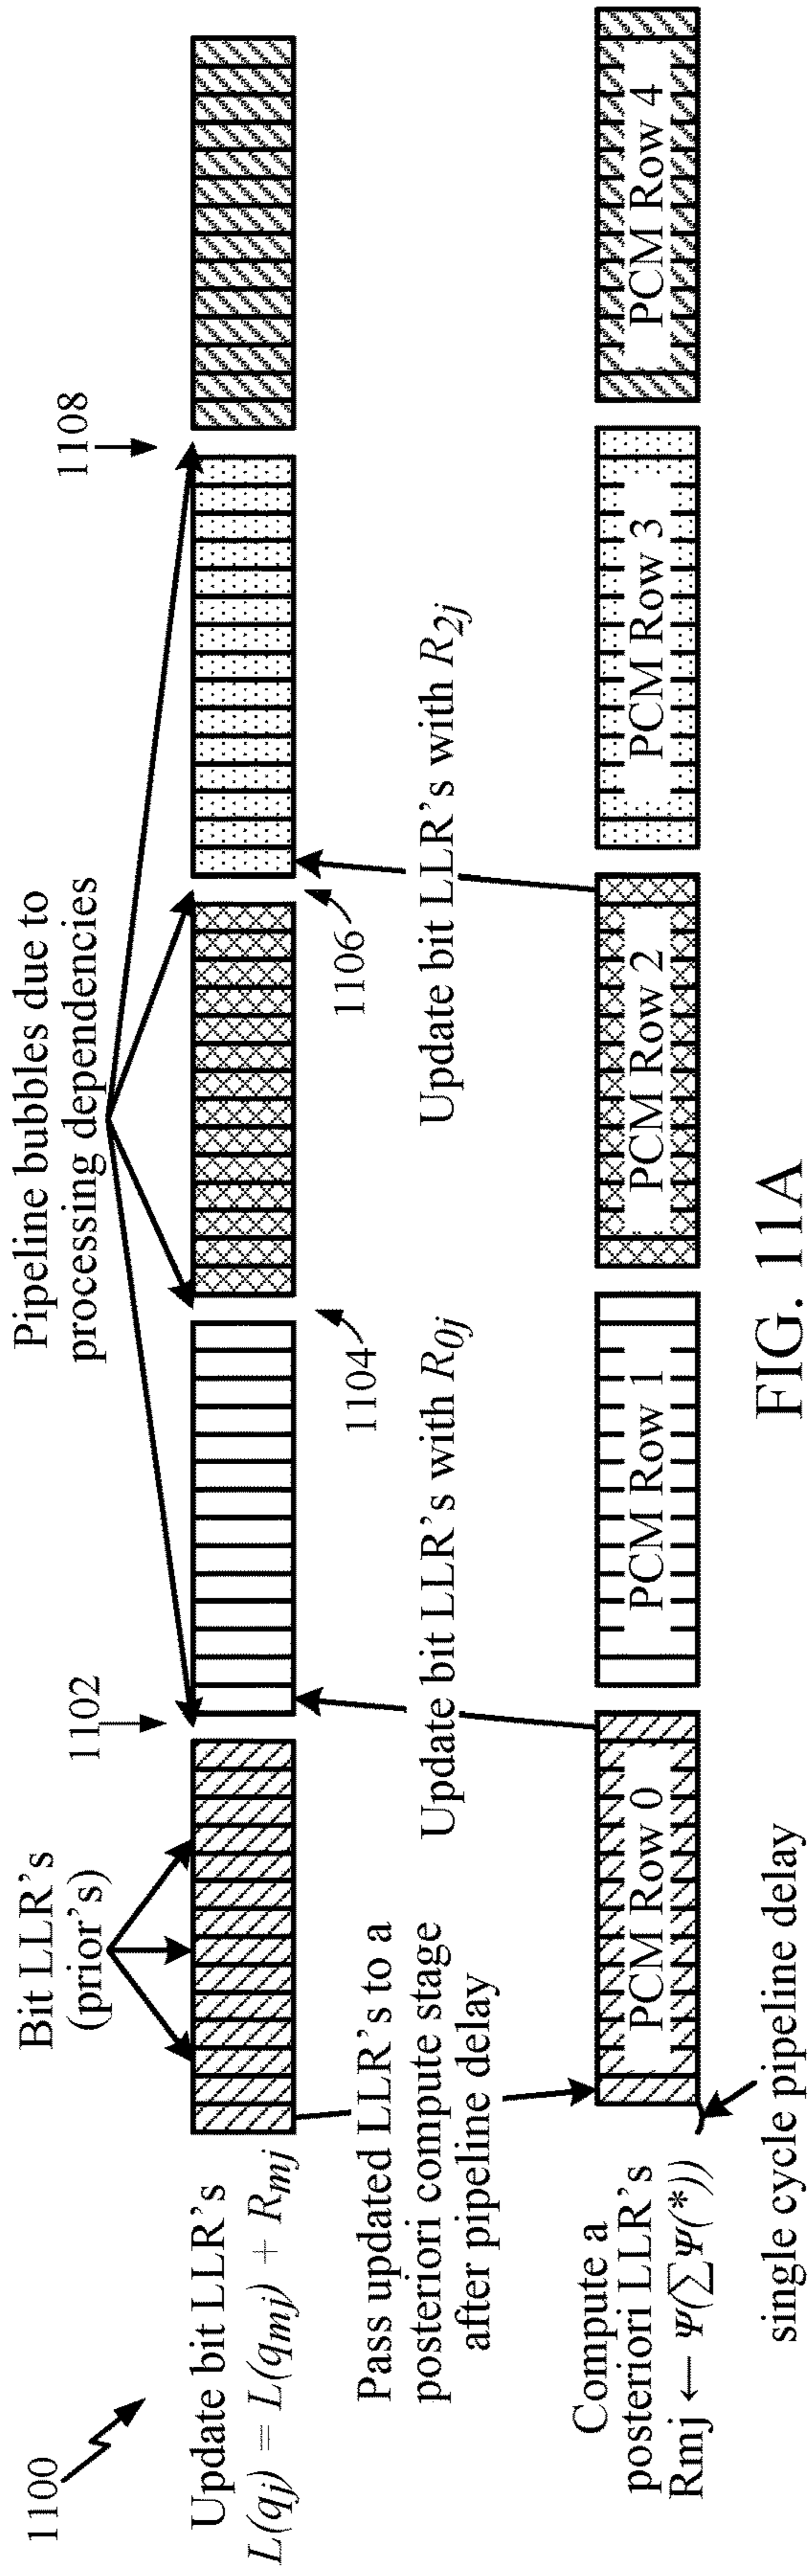 1100
Pipeline bubbles due to
processing dependencies
Bit LLR's
(prior's)
1102
1108
Update bit LLR's
L(qj) = L(qmj) + Rmj
1104
1106
Pass updated LLR's to a
posteriori compute stage
after pipeline delay
Update bit LLR's with R0j
Update bit LLR's with R2j
Compute a
posteriori LLR's
Rmj ← Ψ(∑Ψ(*))
PCM Row 0
PCM Row 1
PCM Row 2
PCM Row 3
PCM Row 4
single cycle pipeline delay
FIG. 11A